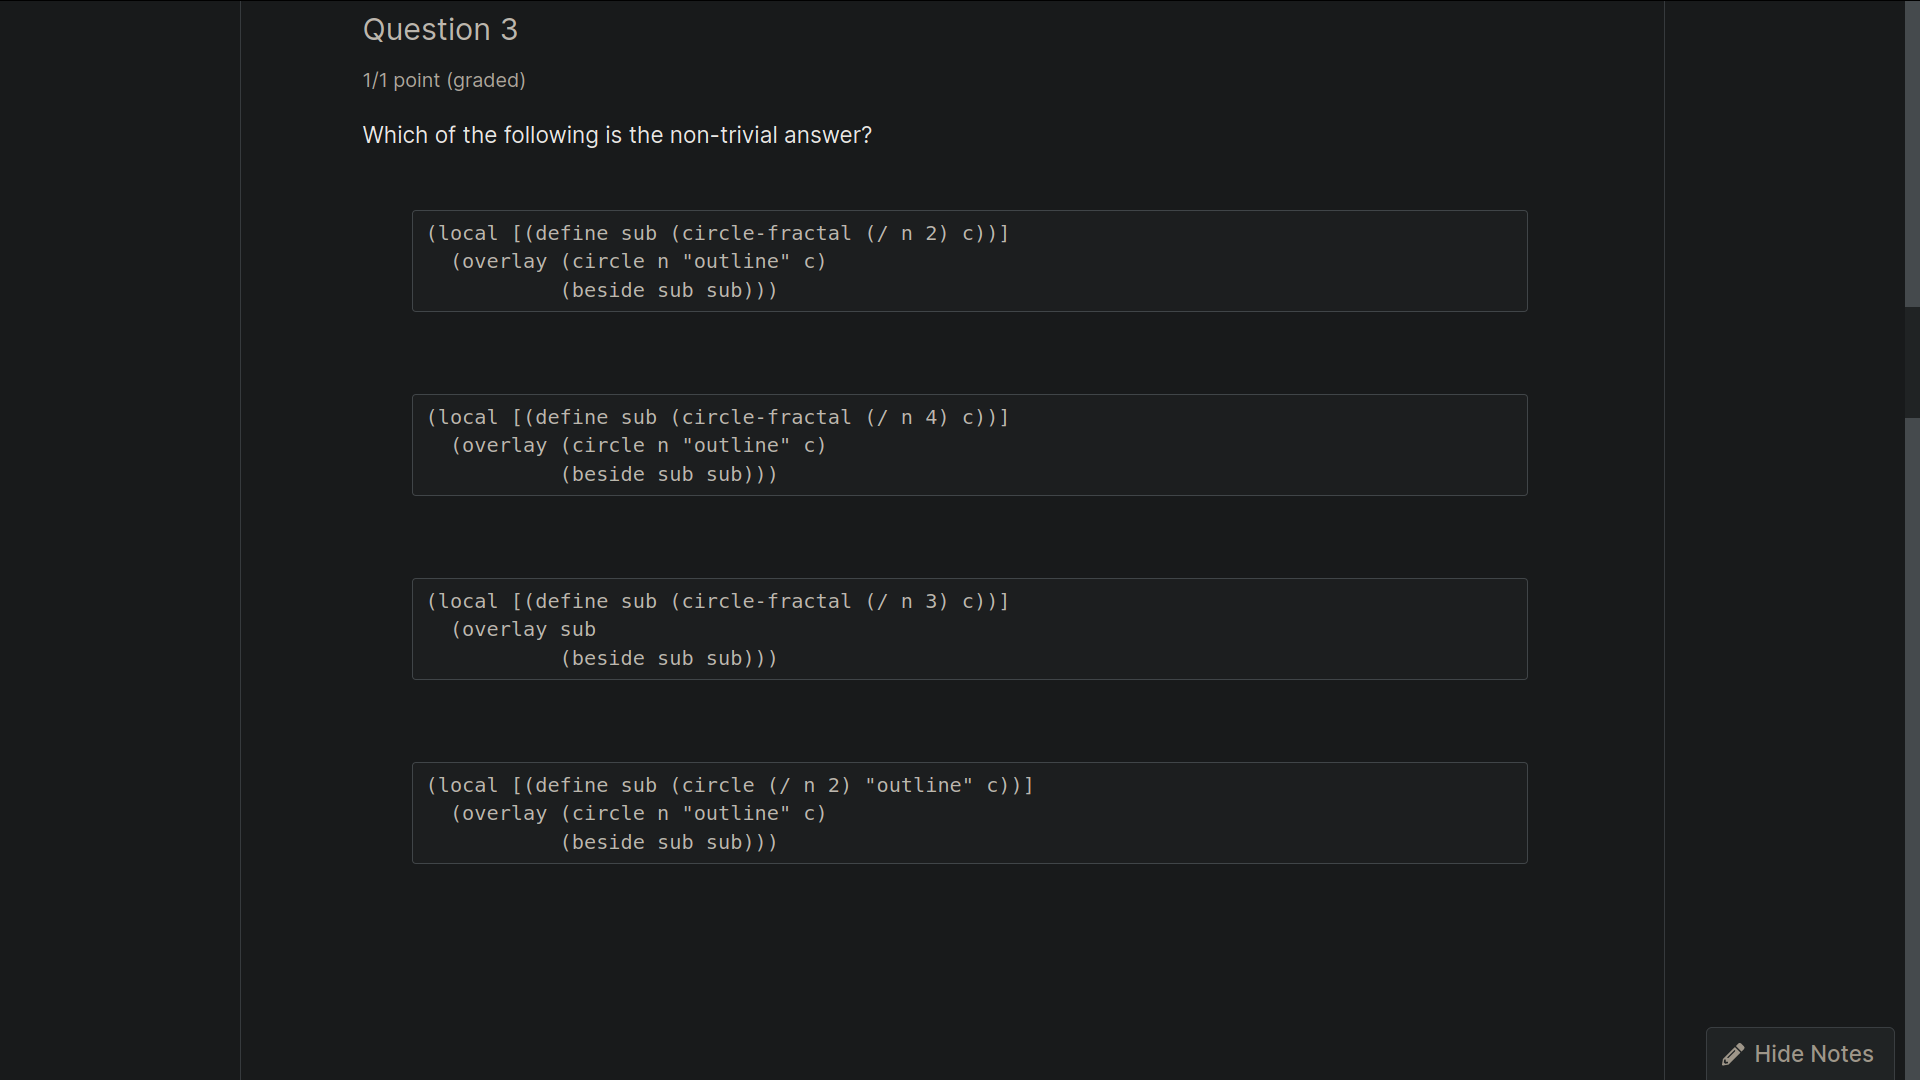 Question 3
1/1 point (graded)
Which of the following is the non-trivial answer?
(local [(define sub (circle-fractal (/ n 2) c))]
  (overlay (circle n "outline" c)
           (beside sub sub)))
(local [(define sub (circle-fractal (/ n 4) c))]
  (overlay (circle n "outline" c)
           (beside sub sub)))
(local [(define sub (circle-fractal (/ n 3) c))]
  (overlay sub
           (beside sub sub)))
(local [(define sub (circle (/ n 2) "outline" c))]
  (overlay (circle n "outline" c)
           (beside sub sub)))
Hide Notes